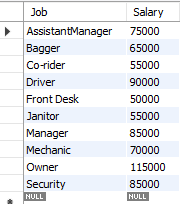 Job Salary
AssistantManager 75000
Bagger 65000
Co-rider 55000
Driver 90000
Front Desk 50000
Janitor 55000
Manager 85000
Mechanic 70000
Owner 115000
Security 85000
NULL NULL